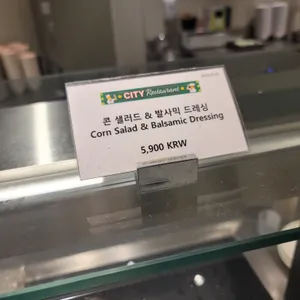 CITY Restaurant
콘 샐러드 & 발사믹 드레싱
Corn Salad & Balsamic Dressing
5,900 KRW